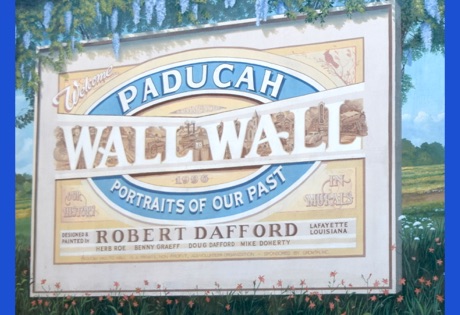 Welcome
PADUCAH
WALL TO WALL
1996
PORTRAITS OF OUR PAST
OUR
HISTORY
IN
MURALS
DESIGNED &
PAINTED BY
ROBERT DAFFORD
LAFAYETTE
LOUISIANA
HERB ROE BENNY GRAEFF DOUG DAFFORD MIKE DOHERTY